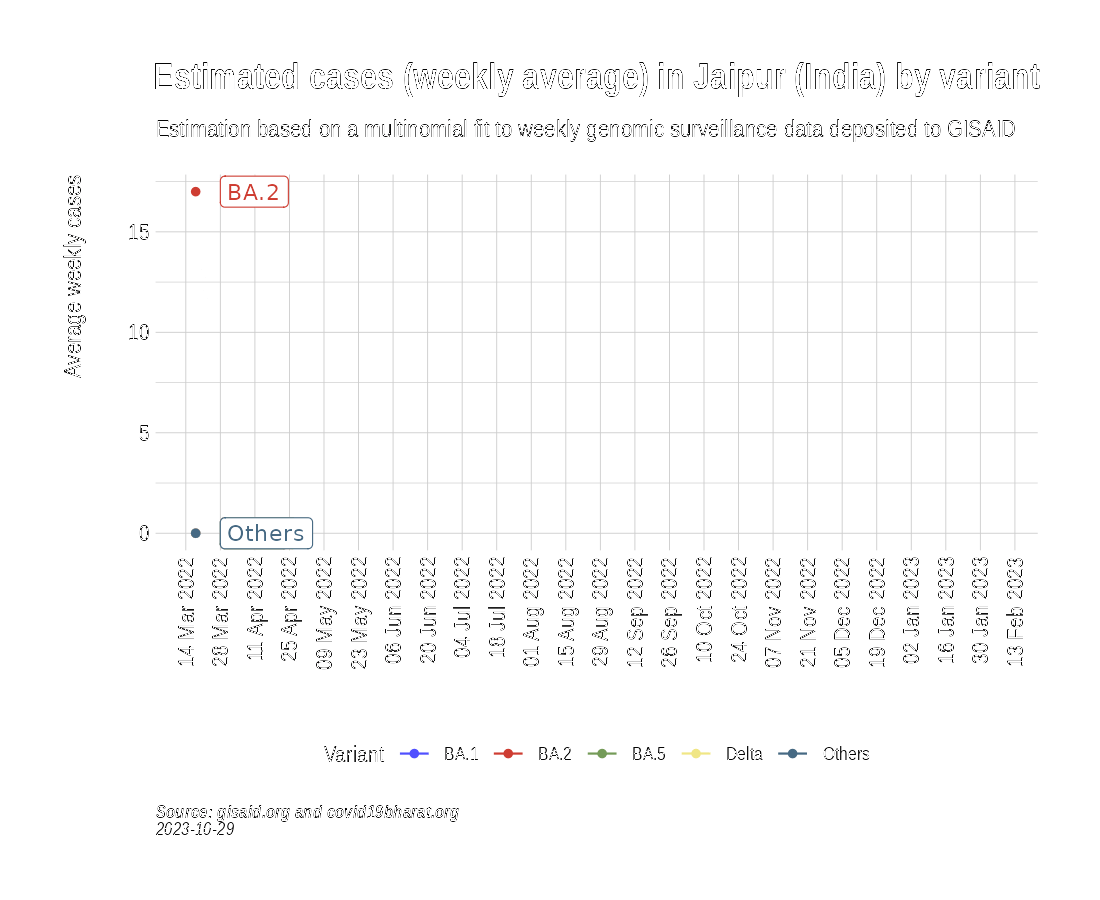 Estimated cases (weekly average) in Jaipur (India) by variant
Estimation based on a multinomial fit to weekly genomic surveillance data deposited to GISAID
Average weekly cases
BA.2
15
10
5
0
Others
14 Mar 2022
28 Mar 2022
11 Apr 2022
25 Apr 2022
09 May 2022
23 May 2022
06 Jun 2022
20 Jun 2022
04 Jul 2022
18 Jul 2022
01 Aug 2022
15 Aug 2022
29 Aug 2022
12 Sep 2022
26 Sep 2022
10 Oct 2022
24 Oct 2022
07 Nov 2022
21 Nov 2022
05 Dec 2022
19 Dec 2022
02 Jan 2023
16 Jan 2023
30 Jan 2023
13 Feb 2023
Variant BA.1 BA.2 BA.5 Delta Others
Source: gisaid.org and covid19bharat.org
2023-10-29